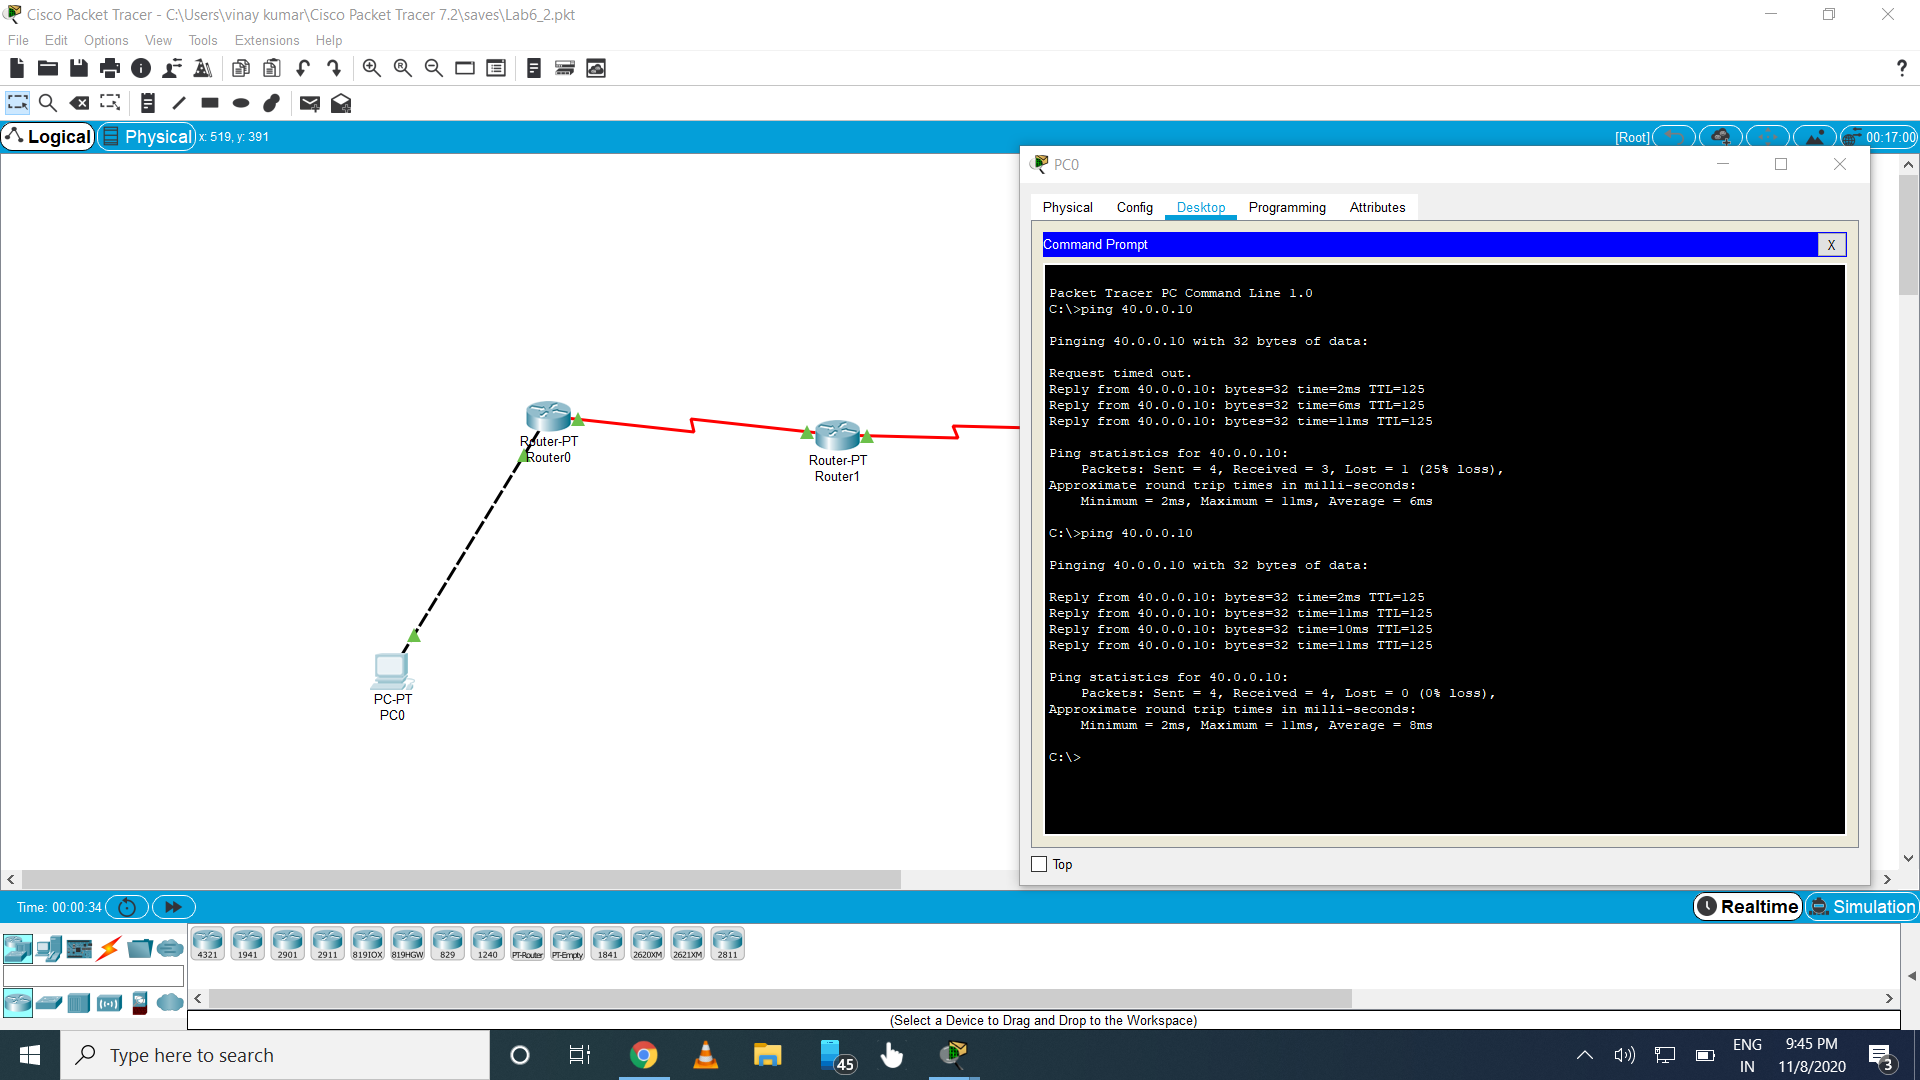 Cisco Packet Tracer - C:\Users\vinay kumar\Cisco Packet Tracer 7.2\saves\Lab6_2.pkt
File Edit Options View Tools Extensions Help
?
Logical Physical x: 519, y: 391
[Root] 00:17:00
Router-PT
Router0
Router-PT
Router1
PC-PT
PC0
PC0
Physical Config Desktop Programming Attributes
Command Prompt X
Packet Tracer PC Command Line 1.0
C:\>ping 40.0.0.10
Pinging 40.0.0.10 with 32 bytes of data:
Request timed out.
Reply from 40.0.0.10: bytes=32 time=2ms TTL=125
Reply from 40.0.0.10: bytes=32 time=6ms TTL=125
Reply from 40.0.0.10: bytes=32 time=11ms TTL=125
Ping statistics for 40.0.0.10:
Packets: Sent = 4, Received = 3, Lost = 1 (25% loss),
Approximate round trip times in milli-seconds:
Minimum = 2ms, Maximum = 11ms, Average = 6ms
C:\>ping 40.0.0.10
Pinging 40.0.0.10 with 32 bytes of data:
Reply from 40.0.0.10: bytes=32 time=2ms TTL=125
Reply from 40.0.0.10: bytes=32 time=11ms TTL=125
Reply from 40.0.0.10: bytes=32 time=10ms TTL=125
Reply from 40.0.0.10: bytes=32 time=11ms TTL=125
Ping statistics for 40.0.0.10:
Packets: Sent = 4, Received = 4, Lost = 0 (0% loss),
Approximate round trip times in milli-seconds:
Minimum = 2ms, Maximum = 11ms, Average = 8ms
C:\>
Top
Time: 00:00:34
Realtime Simulation
4321 1941 2901 2911 819IOX 819HGW 829 1240 PT-Router PT-Empty 1841 2620XM 2621XM 2811
(Select a Device to Drag and Drop to the Workspace)
Type here to search
45
ENG
IN
9:45 PM
11/8/2020
3